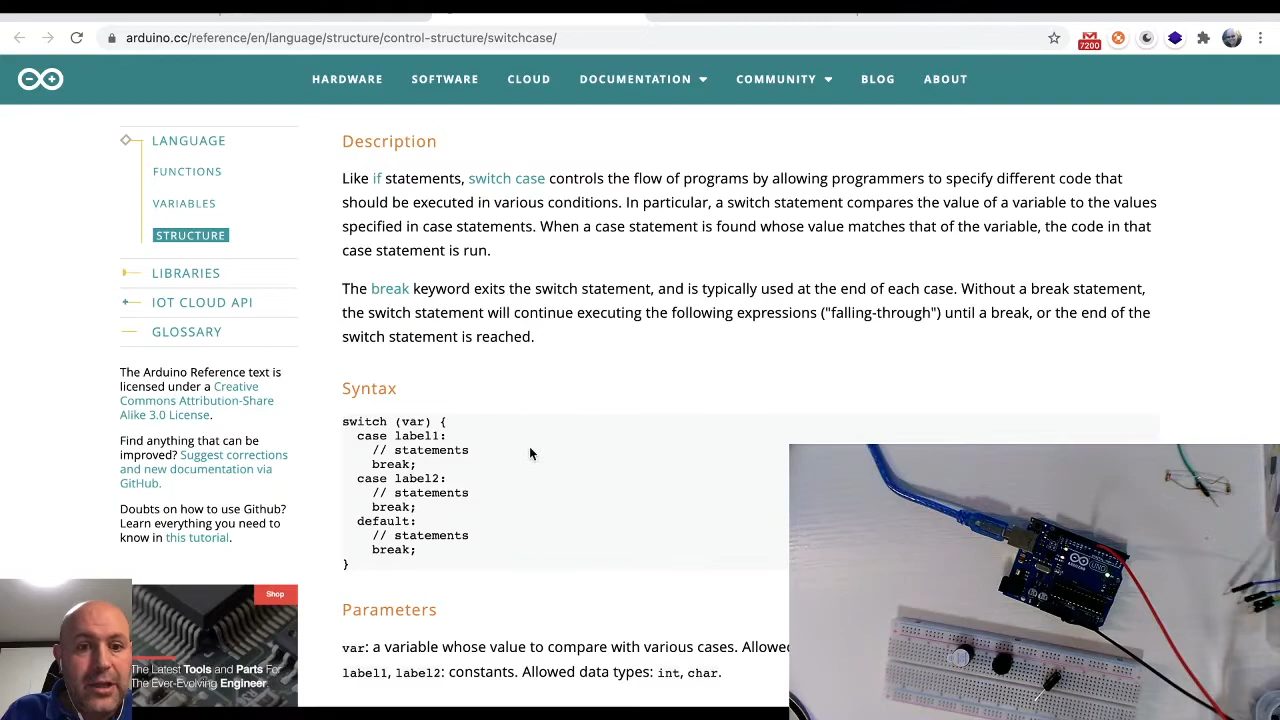 arduino.cc/reference/en/language/structure/control-structure/switchcase/
7200
HARDWARE SOFTWARE CLOUD DOCUMENTATION COMMUNITY BLOG ABOUT
LANGUAGE
FUNCTIONS
VARIABLES
STRUCTURE
LIBRARIES
IOT CLOUD API
GLOSSARY
The Arduino Reference text is
licensed under a Creative
Commons Attribution-Share
Alike 3.0 License.
Find anything that can be
improved? Suggest corrections
and new documentation via
GitHub.
Doubts on how to use Github?
Learn everything you need to
know in this tutorial.
Shop
The Latest Tools and Parts For
The Ever-Evolving Engineer.
Description
Like if statements, switch case controls the flow of programs by allowing programmers to specify different code that
should be executed in various conditions. In particular, a switch statement compares the value of a variable to the values
specified in case statements. When a case statement is found whose value matches that of the variable, the code in that
case statement is run.
The break keyword exits the switch statement, and is typically used at the end of each case. Without a break statement,
the switch statement will continue executing the following expressions ("falling-through") until a break, or the end of the
switch statement is reached.
Syntax
switch (var) {
case label1:
// statements
break;
case label2:
// statements
break;
default:
// statements
break;
}
Parameters
var: a variable whose value to compare with various cases. Allowed
label1, label2: constants. Allowed data types: int, char.
UNO